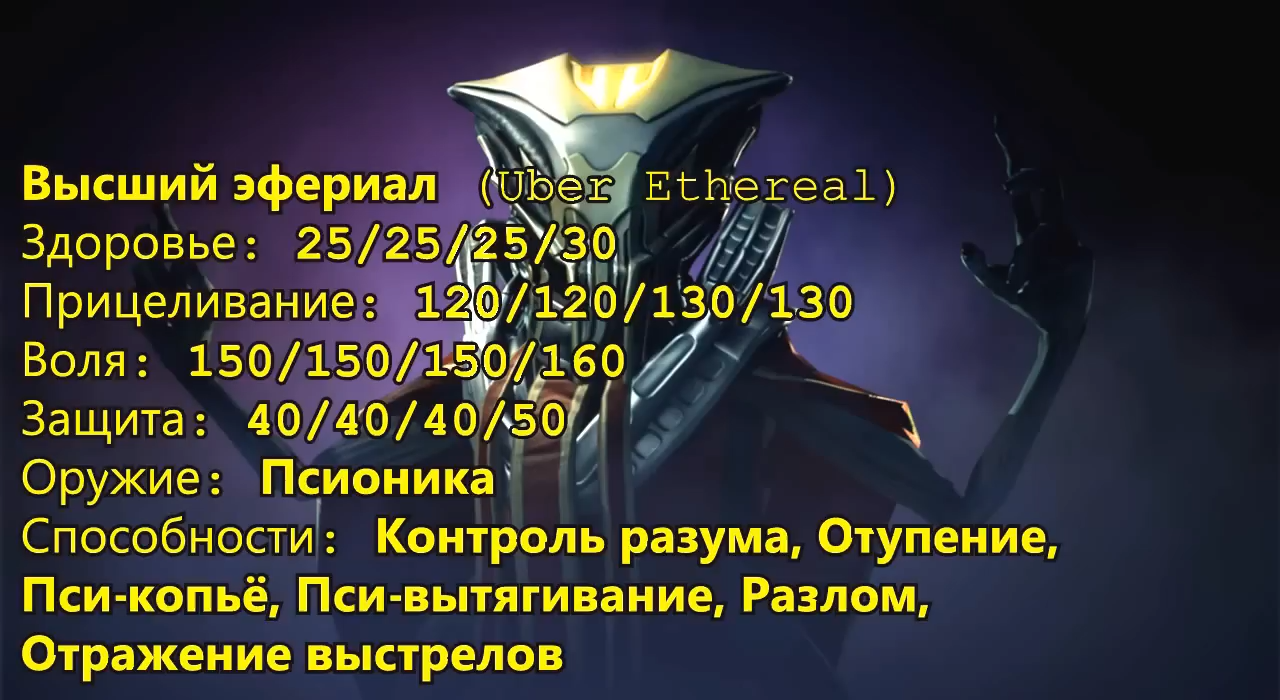 Высший эфериал (Uber Ethereal)
Здоровье: 25/25/25/30
Прицеливание: 120/120/130/130
Воля: 150/150/150/160
Защита: 40/40/40/50
Оружие: Псионика
Способности: Контроль разума, Отупение,
Пси-копьё, Пси-вытягивание, Разлом,
Отражение выстрелов